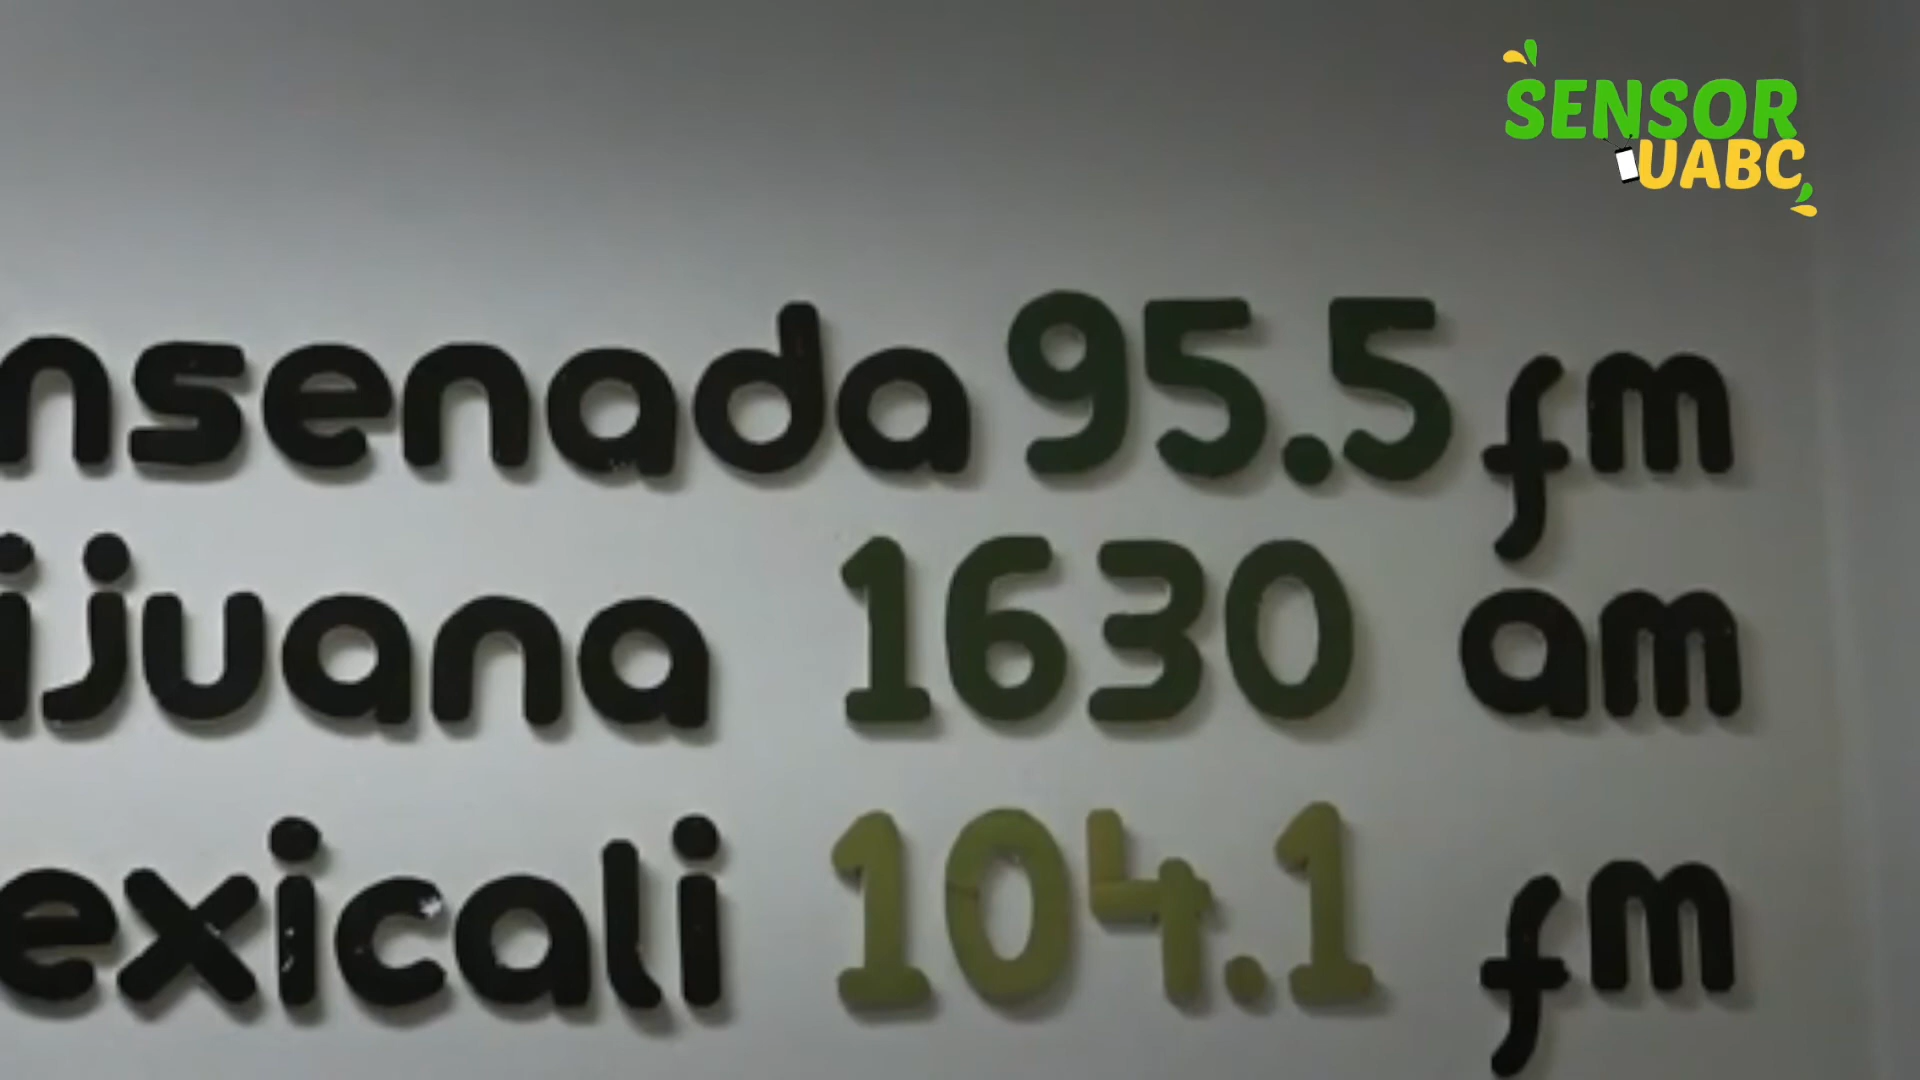 SENSOR
UABC
nsenada 95.5 fm
ijuana 1630 am
exicali 104.1 fm